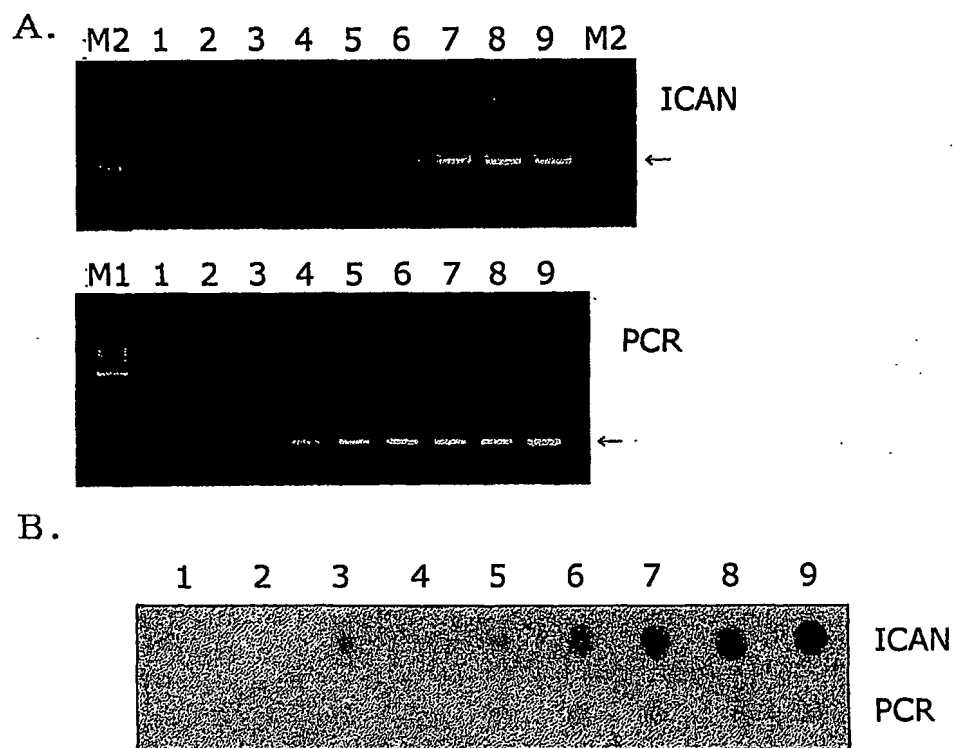 A.
M2 1 2 3 4 5 6 7 8 9 M2
ICAN
←
M1 1 2 3 4 5 6 7 8 9
PCR
←
B.
1 2 3 4 5 6 7 8 9
ICAN
PCR